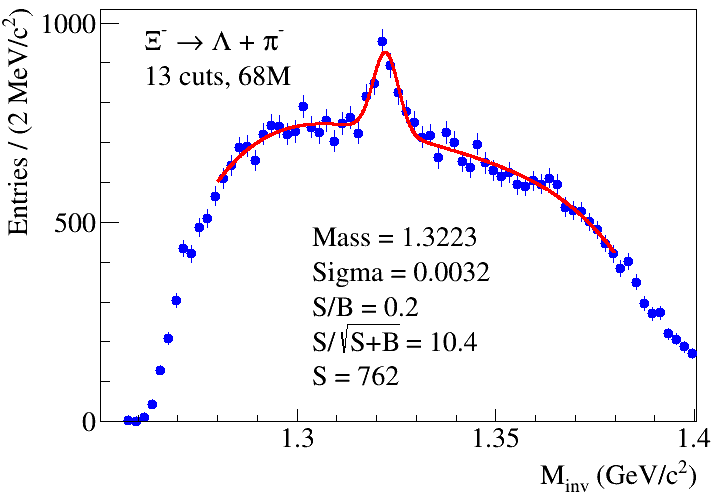 Ξ⁻ → Λ + π⁻
13 cuts, 68M
Entries / (2 MeV/c²)
1000
500
0
Mass = 1.3223
Sigma = 0.0032
S/B = 0.2
S/√S+B = 10.4
S = 762
1.3
1.35
1.4
M_inv (GeV/c²)